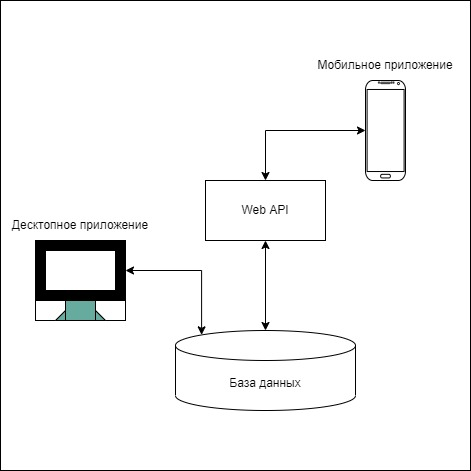 Мобильное приложение
Web API
Десктопное приложение
База данных